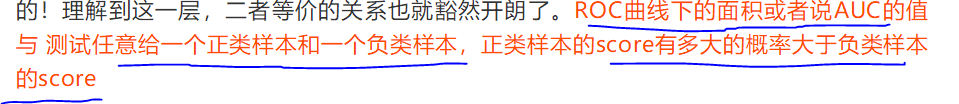 的！理解到这一层，二者等价的关系也就豁然开朗了。ROC曲线下的面积或者说AUC的值
与 测试任意给一个正类样本和一个负类样本，正类样本的score有多大的概率大于负类样本
的score